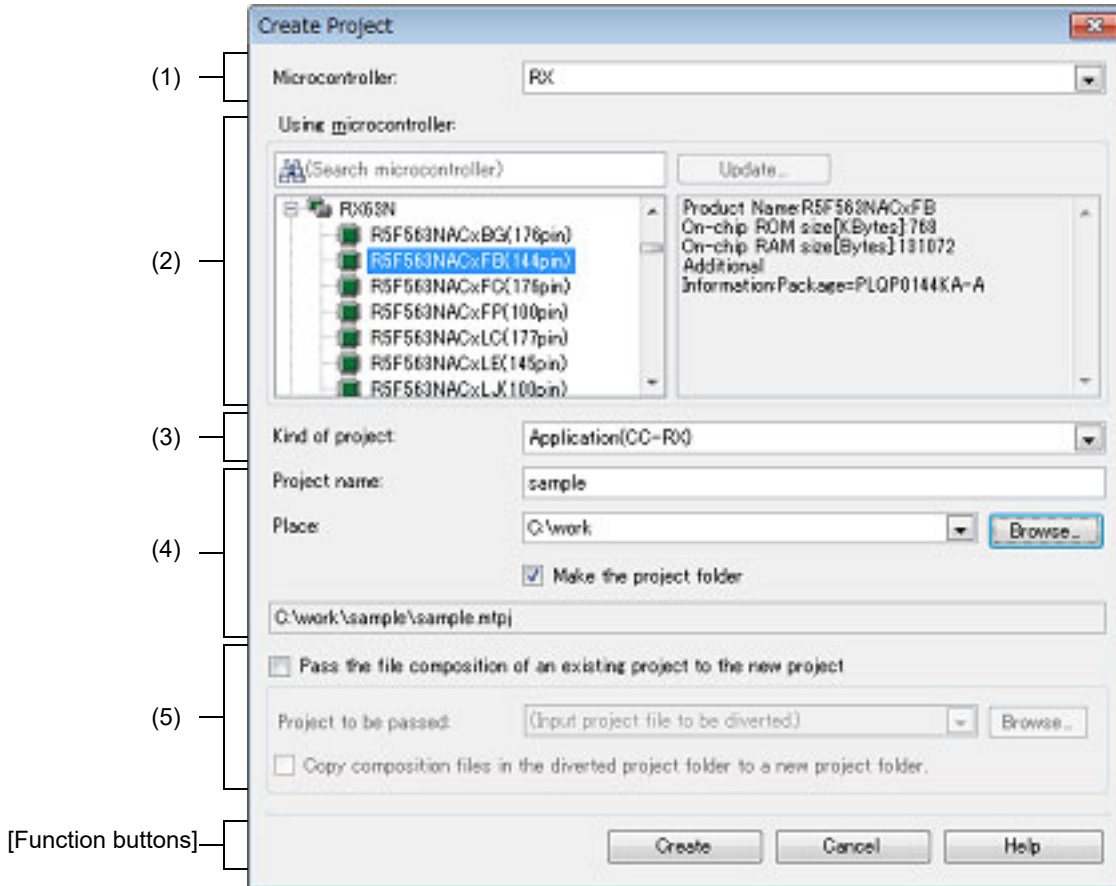 Create Project
(1)
Microcontroller:
RX
Using microcontroller:
(Search microcontroller)
Update...
(2)
RX63N
R5F563NACxBG(176pin)
R5F563NACxFB(144pin)
R5F563NACxFC(176pin)
R5F563NACxFP(100pin)
R5F563NACxLC(177pin)
R5F563NACxLE(145pin)
R5F563NACxLJ(100pin)
Product Name:R5F563NACxFB
On-chip ROM size[KBytes]:768
On-chip RAM size[Bytes]:131072
Additional
Information:Package=PLQP0144KA-A
(3)
Kind of project:
Application(CC-RX)
(4)
Project name:
sample
Place:
C:\work
Browse...
Make the project folder
C:\work\sample\sample.mtpj
(5)
Pass the file composition of an existing project to the new project
Project to be passed:
(Input project file to be diverted)
Browse...
Copy composition files in the diverted project folder to a new project folder.
[Function buttons]
Create
Cancel
Help